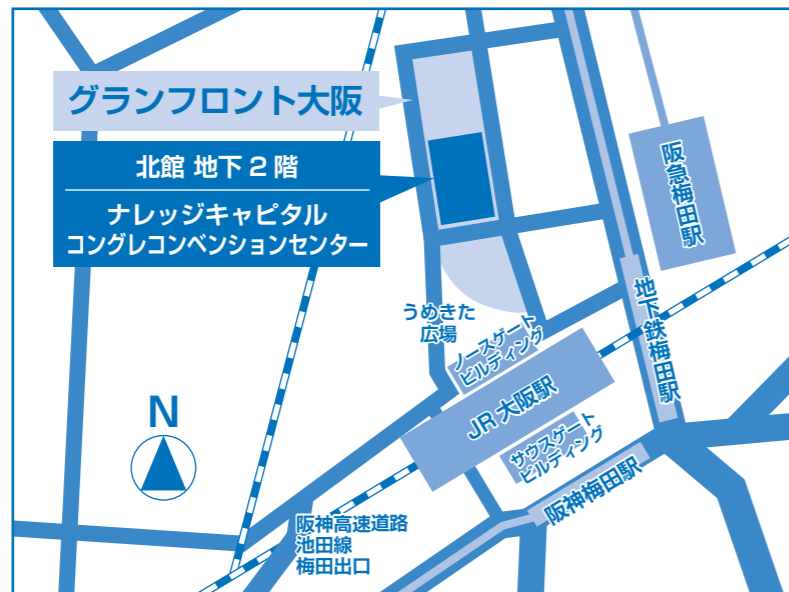 グランフロント大阪
北館 地下2階
ナレッジキャピタル
コングレコンベンションセンター
阪急梅田駅
地下鉄梅田駅
うめきた
広場
ノースゲート
ビルディング
JR大阪駅
サウスゲート
ビルディング
阪神梅田駅
N
阪神高速道路
池田線
梅田出口